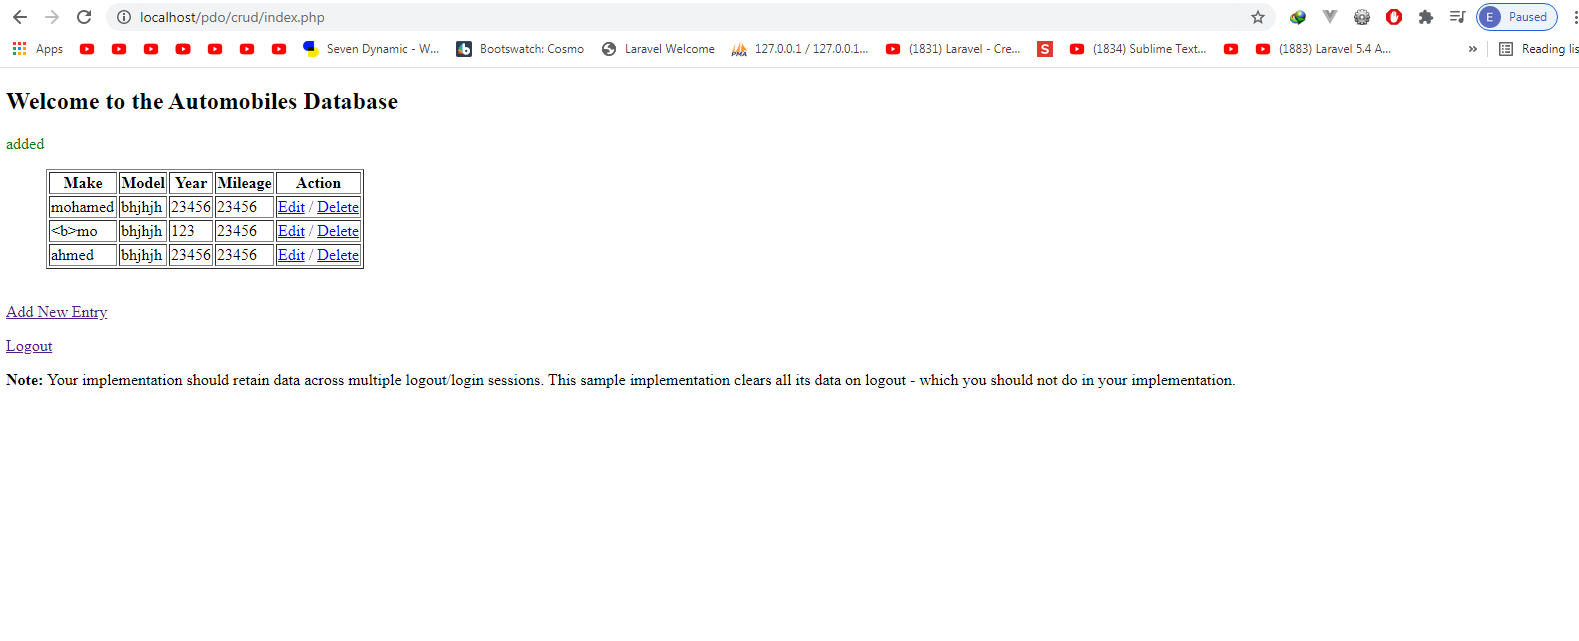 localhost/pdo/crud/index.php
E Paused
Apps Seven Dynamic - W... b Bootswatch: Cosmo Laravel Welcome PMA 127.0.0.1 / 127.0.0.1... (1831) Laravel - Cre... S (1834) Sublime Text... (1883) Laravel 5.4 A... » Reading lis
Welcome to the Automobiles Database
added
Make Model Year Mileage Action
mohamed bhjhjh 23456 23456 Edit / Delete
<b>mo bhjhjh 123 23456 Edit / Delete
ahmed bhjhjh 23456 23456 Edit / Delete
Add New Entry
Logout
Note: Your implementation should retain data across multiple logout/login sessions. This sample implementation clears all its data on logout - which you should not do in your implementation.